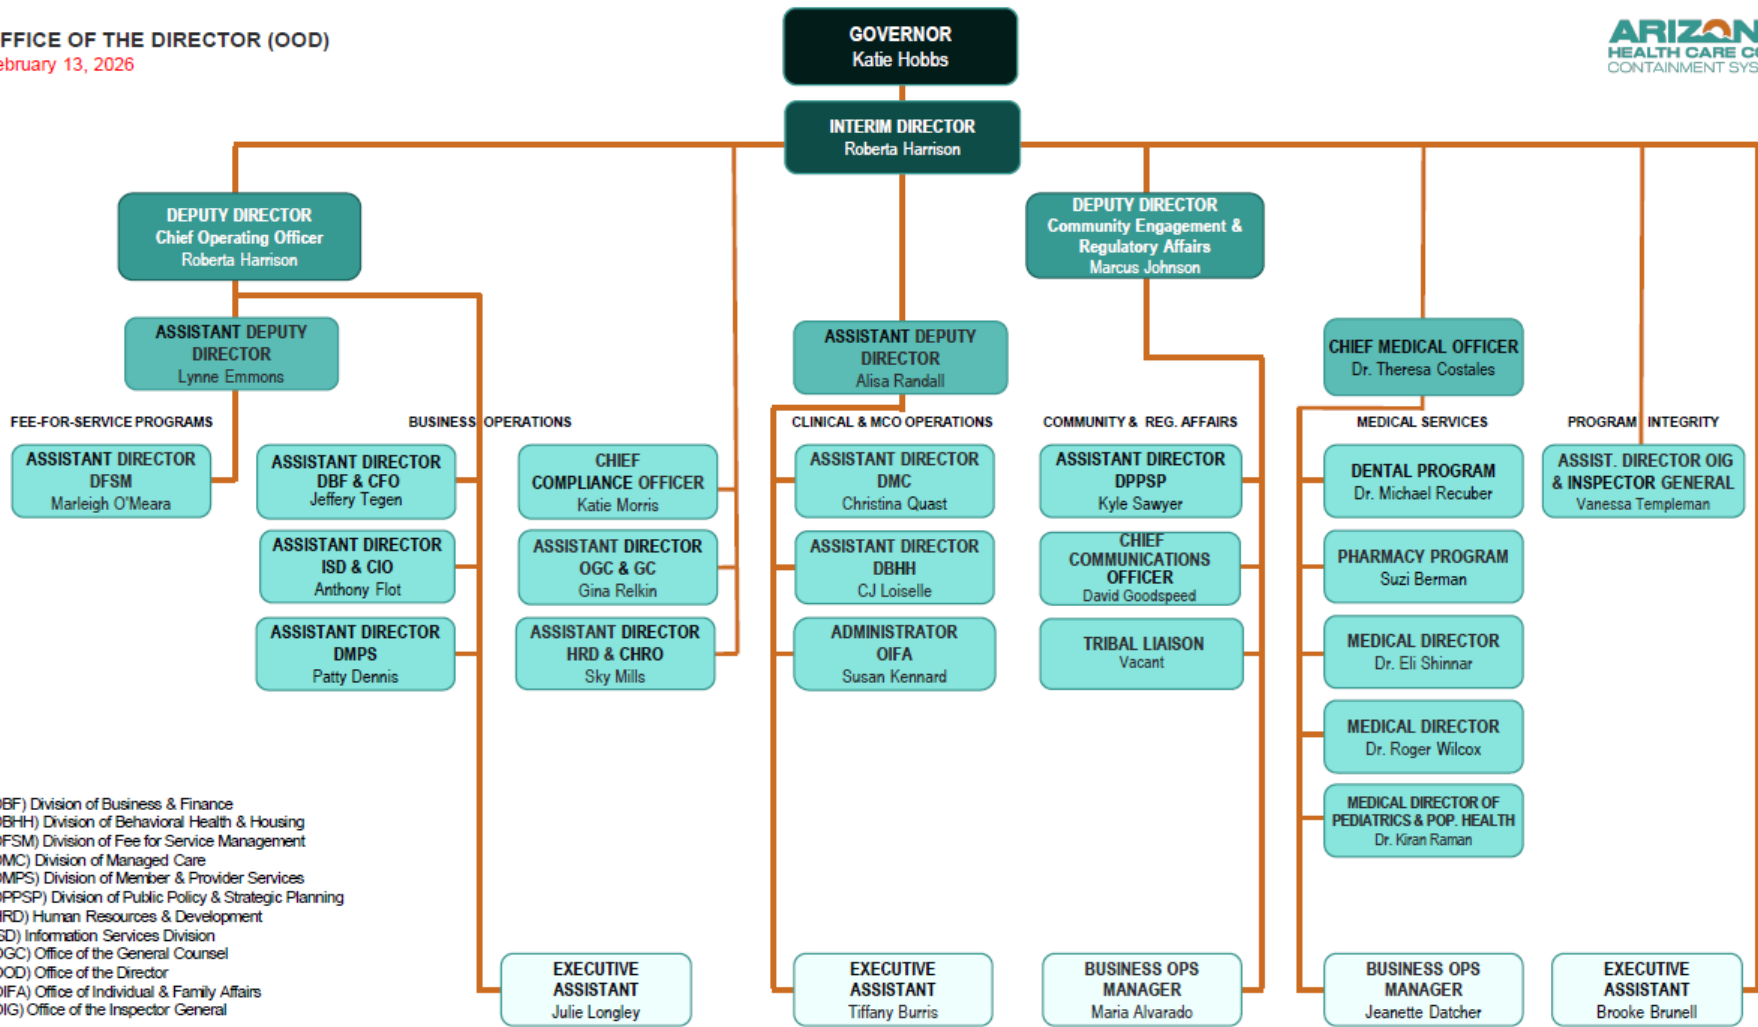 FFICE OF THE DIRECTOR (OOD)
ebruary 13, 2026
ARIZON
HEALTH CARE CO
CONTAINMENT SYS
GOVERNOR
Katie Hobbs
INTERIM DIRECTOR
Roberta Harrison
DEPUTY DIRECTOR
Chief Operating Officer
Roberta Harrison
DEPUTY DIRECTOR
Community Engagement &
Regulatory Affairs
Marcus Johnson
ASSISTANT DEPUTY
DIRECTOR
Lynne Emmons
ASSISTANT DEPUTY
DIRECTOR
Alisa Randall
CHIEF MEDICAL OFFICER
Dr. Theresa Costales
FEE-FOR-SERVICE PROGRAMS
BUSINESS OPERATIONS
CLINICAL & MCO OPERATIONS
COMMUNITY & REG. AFFAIRS
MEDICAL SERVICES
PROGRAM INTEGRITY
ASSISTANT DIRECTOR
DFSM
Marleigh O'Meara
ASSISTANT DIRECTOR
DBF & CFO
Jeffery Tegen
CHIEF
COMPLIANCE OFFICER
Katie Morris
ASSISTANT DIRECTOR
DMC
Christina Quast
ASSISTANT DIRECTOR
DPPSP
Kyle Sawyer
DENTAL PROGRAM
Dr. Michael Recuber
ASSIST. DIRECTOR OIG
& INSPECTOR GENERAL
Vanessa Templeman
ASSISTANT DIRECTOR
ISD & CIO
Anthony Flot
ASSISTANT DIRECTOR
OGC & GC
Gina Relkin
ASSISTANT DIRECTOR
DBHH
CJ Loiselle
CHIEF
COMMUNICATIONS
OFFICER
David Goodspeed
PHARMACY PROGRAM
Suzi Berman
ASSISTANT DIRECTOR
DMPS
Patty Dennis
ASSISTANT DIRECTOR
HRD & CHRO
Sky Mills
ADMINISTRATOR
OIFA
Susan Kennard
TRIBAL LIAISON
Vacant
MEDICAL DIRECTOR
Dr. Eli Shinnar
MEDICAL DIRECTOR
Dr. Roger Wilcox
MEDICAL DIRECTOR OF
PEDIATRICS & POP. HEALTH
Dr. Kiran Raman
DBF) Division of Business & Finance
DBHH) Division of Behavioral Health & Housing
DFSM) Division of Fee for Service Management
DMC) Division of Managed Care
DMPS) Division of Member & Provider Services
DPPSP) Division of Public Policy & Strategic Planning
HRD) Human Resources & Development
SD) Information Services Division
OGC) Office of the General Counsel
OOD) Office of the Director
OIFA) Office of Individual & Family Affairs
OIG) Office of the Inspector General
EXECUTIVE
ASSISTANT
Julie Longley
EXECUTIVE
ASSISTANT
Tiffany Burris
BUSINESS OPS
MANAGER
Maria Alvarado
BUSINESS OPS
MANAGER
Jeanette Datcher
EXECUTIVE
ASSISTANT
Brooke Brunell